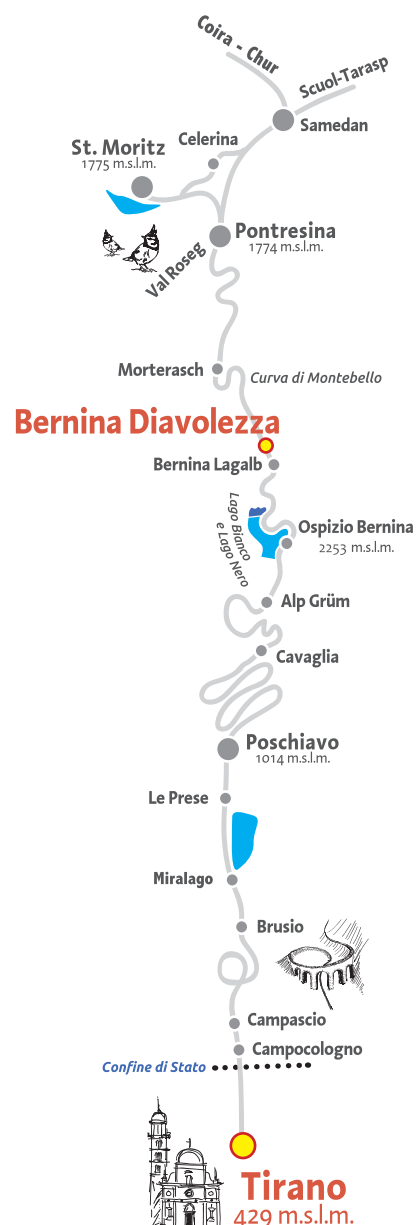 Coira - Chur
Scuol-Tarasp
Samedan
Celerina
St. Moritz
1775 m.s.l.m.
Pontresina
1774 m.s.l.m.
Val Roseg
Morterasch
Curva di Montebello
Bernina Diavolezza
Bernina Lagalb
Lago Bianco
e Lago Nero
Ospizio Bernina
2253 m.s.l.m.
Alp Grüm
Cavaglia
Poschiavo
1014 m.s.l.m.
Le Prese
Miralago
Brusio
Campascio
Campocologno
Confine di Stato
Tirano
429 m.s.l.m.